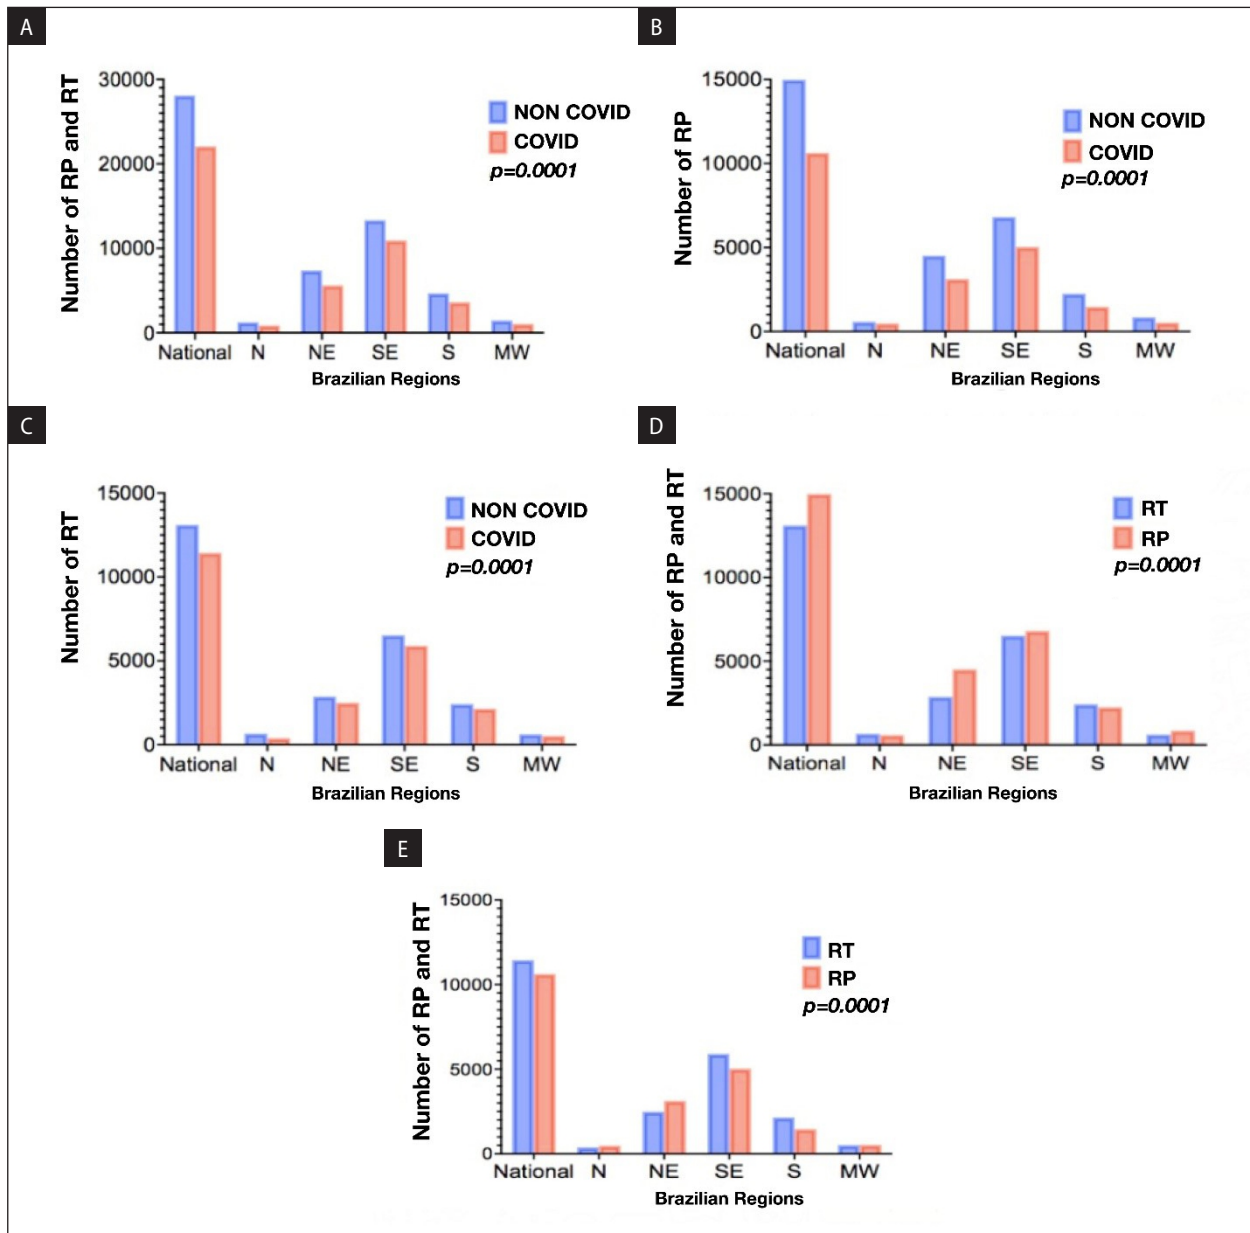 A
Number of RP and RT
30000
20000
10000
0
NON COVID
COVID
p=0.0001
National N NE SE S MW
Brazilian Regions
B
Number of RP
15000
10000
5000
0
NON COVID
COVID
p=0.0001
National N NE SE S MW
Brazilian Regions
C
Number of RT
15000
10000
5000
0
NON COVID
COVID
p=0.0001
National N NE SE S MW
Brazilian Regions
D
Number of RP and RT
15000
10000
5000
0
RT
RP
p=0.0001
National N NE SE S MW
Brazilian Regions
E
Number of RP and RT
15000
10000
5000
0
RT
RP
p=0.0001
National N NE SE S MW
Brazilian Regions